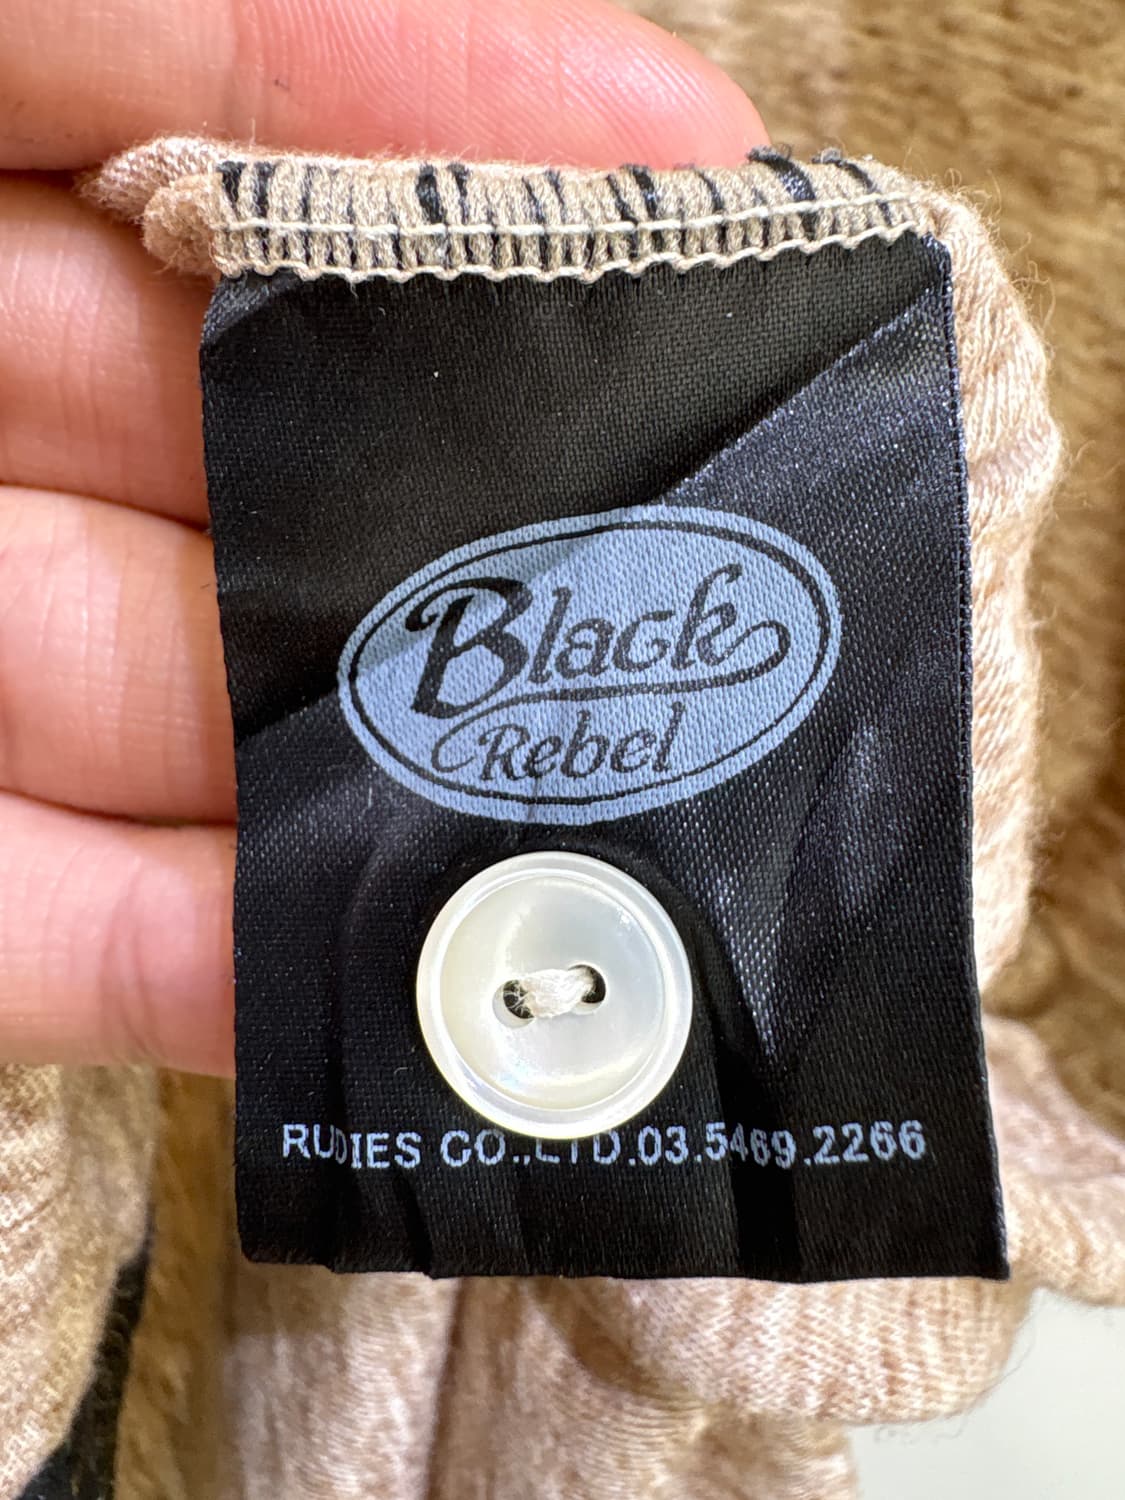 Black
Rebel
RUDIES CO.,LTD.03.5469.2266